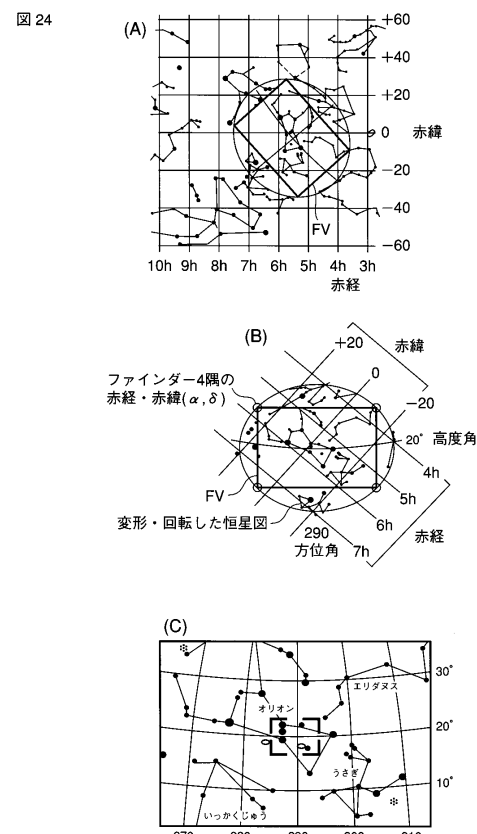 図 24
(A)
+60
+40
+20
0 赤緯
−20
−40
−60
FV
10h 9h 8h 7h 6h 5h 4h 3h
赤経
(B)
+20
赤緯
0
ファインダー4隅の
赤経・赤緯(α,δ)
−20
20° 高度角
4h
FV
5h
変形・回転した恒星図
6h
赤経
290
方位角
7h
(C)
30°
エリダヌス
オリオン
20°
うさぎ
10°
いっかくじゅう